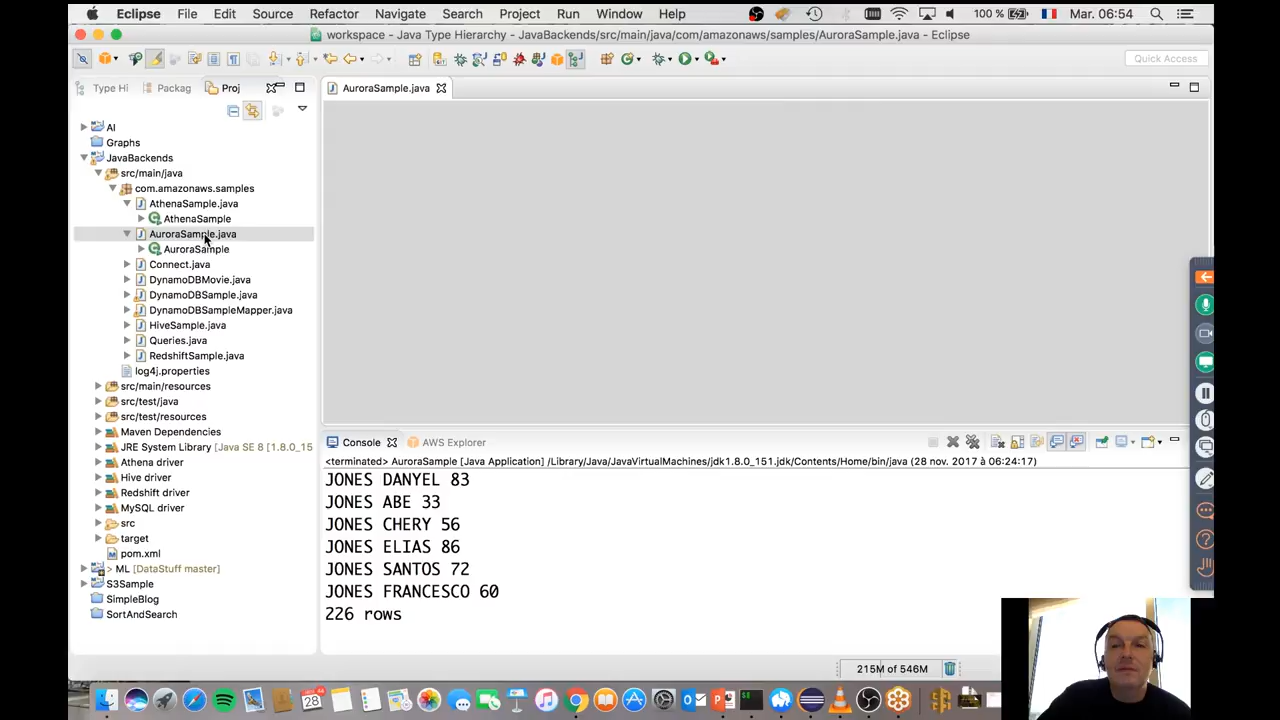 Eclipse File Edit Source Refactor Navigate Search Project Run Window Help 100 % Mar. 06:54
workspace - Java Type Hierarchy - JavaBackends/src/main/java/com/amazonaws/samples/AuroraSample.java - Eclipse
Quick Access
Type Hi Packag Proj AuroraSample.java
AI
Graphs
JavaBackends
src/main/java
com.amazonaws.samples
AthenaSample.java
AthenaSample
AuroraSample.java
AuroraSample
Connect.java
DynamoDBMovie.java
DynamoDBSample.java
DynamoDBSampleMapper.java
HiveSample.java
Queries.java
RedshiftSample.java
log4j.properties
src/main/resources
src/test/java
src/test/resources
Maven Dependencies
JRE System Library [Java SE 8 [1.8.0_15
Athena driver
Hive driver
Redshift driver
MySQL driver
src
target
pom.xml
> ML [DataStuff master]
S3Sample
SimpleBlog
SortAndSearch
Console AWS Explorer
<terminated> AuroraSample [Java Application] /Library/Java/JavaVirtualMachines/jdk1.8.0_151.jdk/Contents/Home/bin/java (28 nov. 2017 à 06:24:17)
JONES DANYEL 83
JONES ABE 33
JONES CHERY 56
JONES ELIAS 86
JONES SANTOS 72
JONES FRANCESCO 60
226 rows
215M of 546M
28